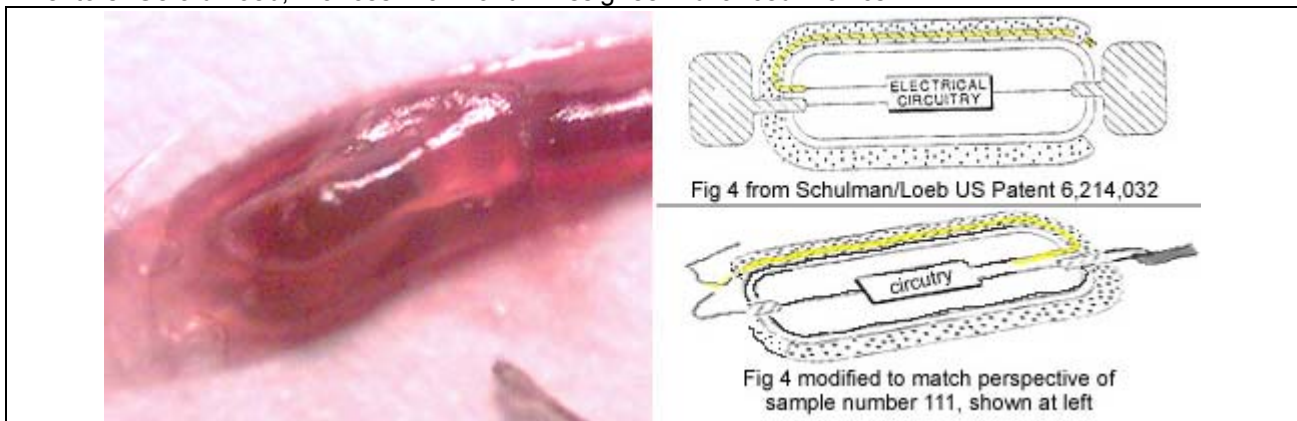 ELECTRICAL
CIRCUITRY
Fig 4 from Schulman/Loeb US Patent 6,214,032
circutry
Fig 4 modified to match perspective of
sample number 111, shown at left